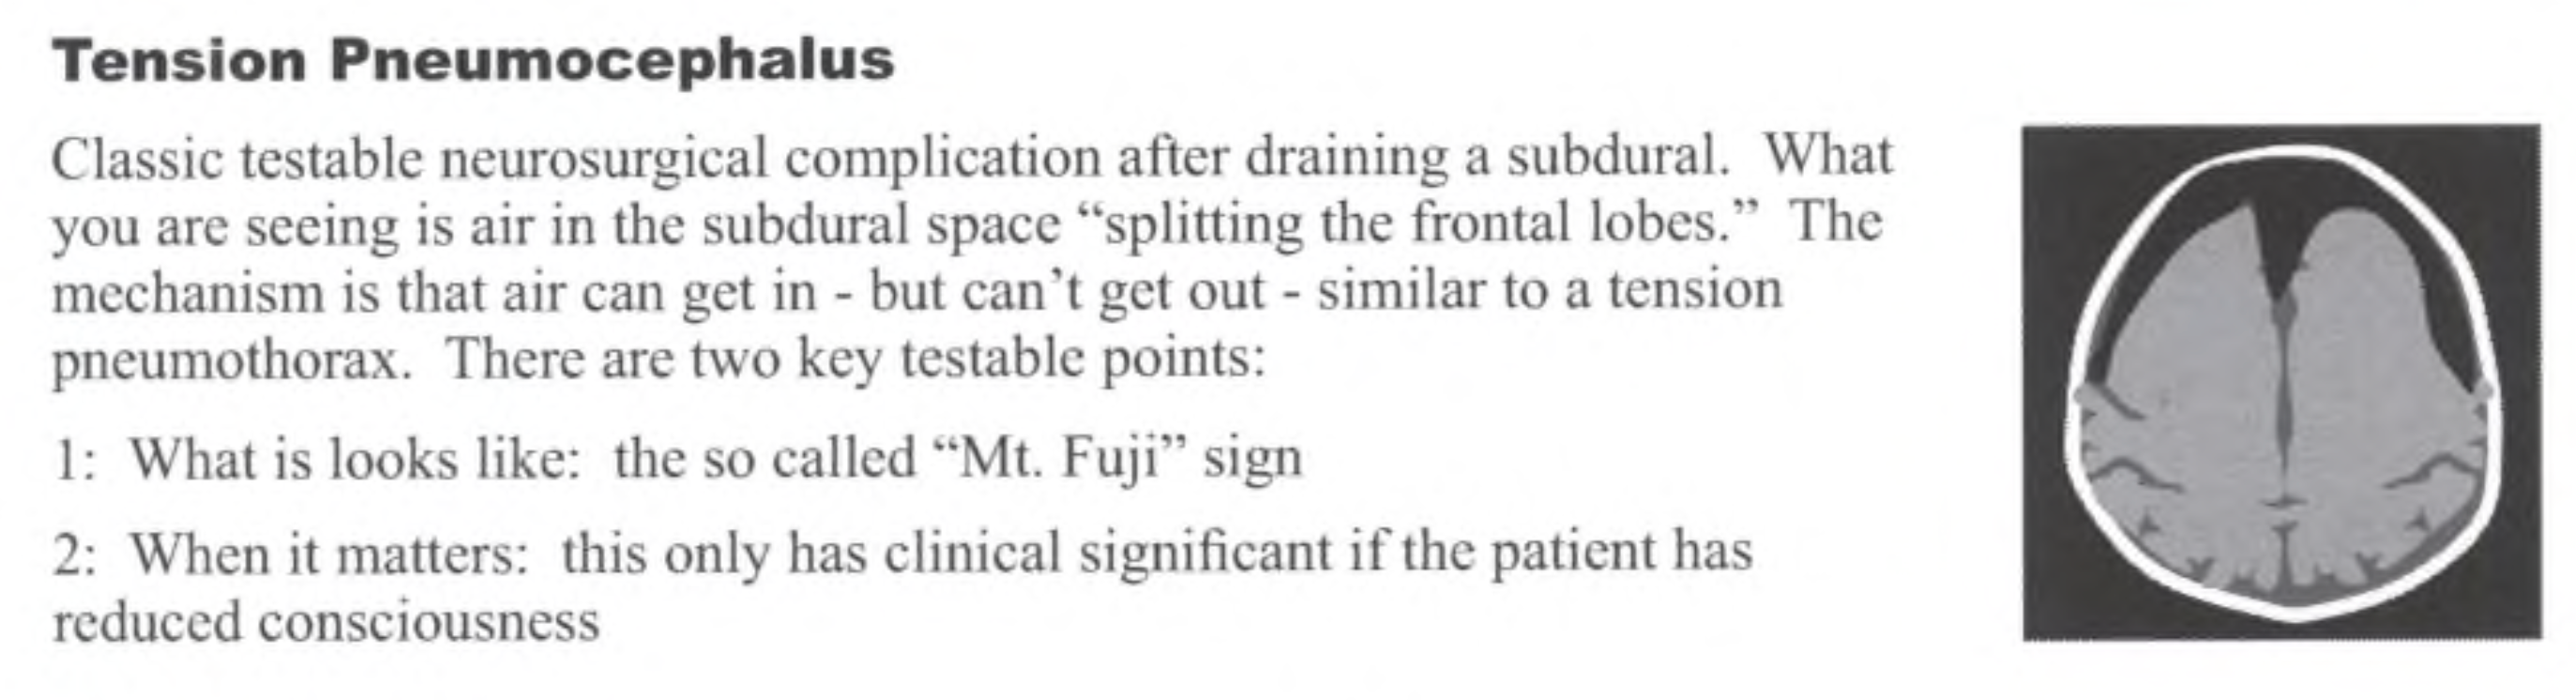 Tension Pneumocephalus
Classic testable neurosurgical complication after draining a subdural. What
you are seeing is air in the subdural space “splitting the frontal lobes.” The
mechanism is that air can get in - but can’t get out - similar to a tension
pneumothorax. There are two key testable points:
1: What is looks like: the so called “Mt. Fuji” sign
2: When it matters: this only has clinical significant if the patient has
reduced consciousness